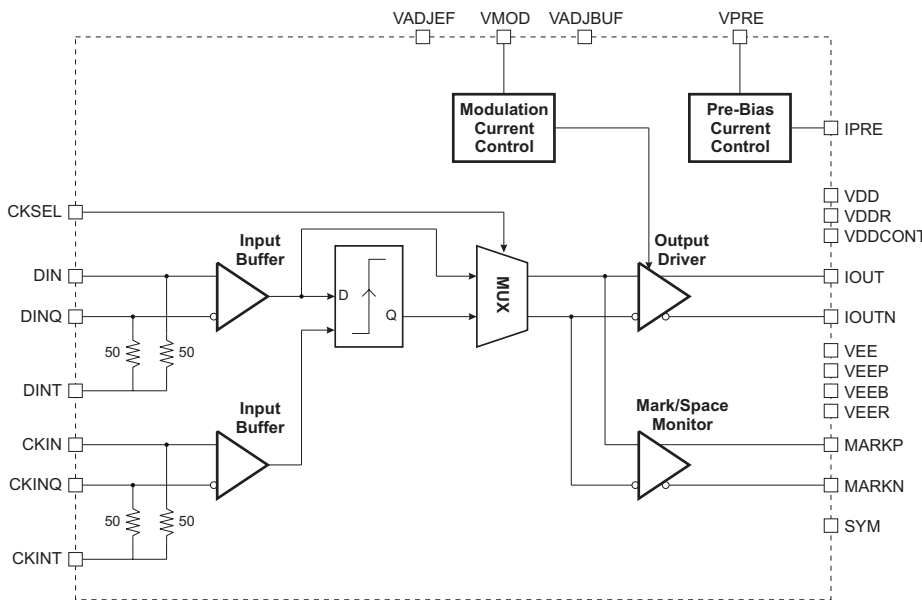 VADJEF VMOD VADJBUF VPRE
Modulation
Current
Control
Pre-Bias
Current
Control
IPRE
VDD
VDDR
VDDCONT
CKSEL
Input
Buffer
DIN
DINQ
50 50
DINT
D
Q
MUX
Output
Driver
IOUT
IOUTN
VEE
VEEP
VEEB
VEER
Input
Buffer
CKIN
CKINQ
50 50
CKINT
Mark/Space
Monitor
MARKP
MARKN
SYM